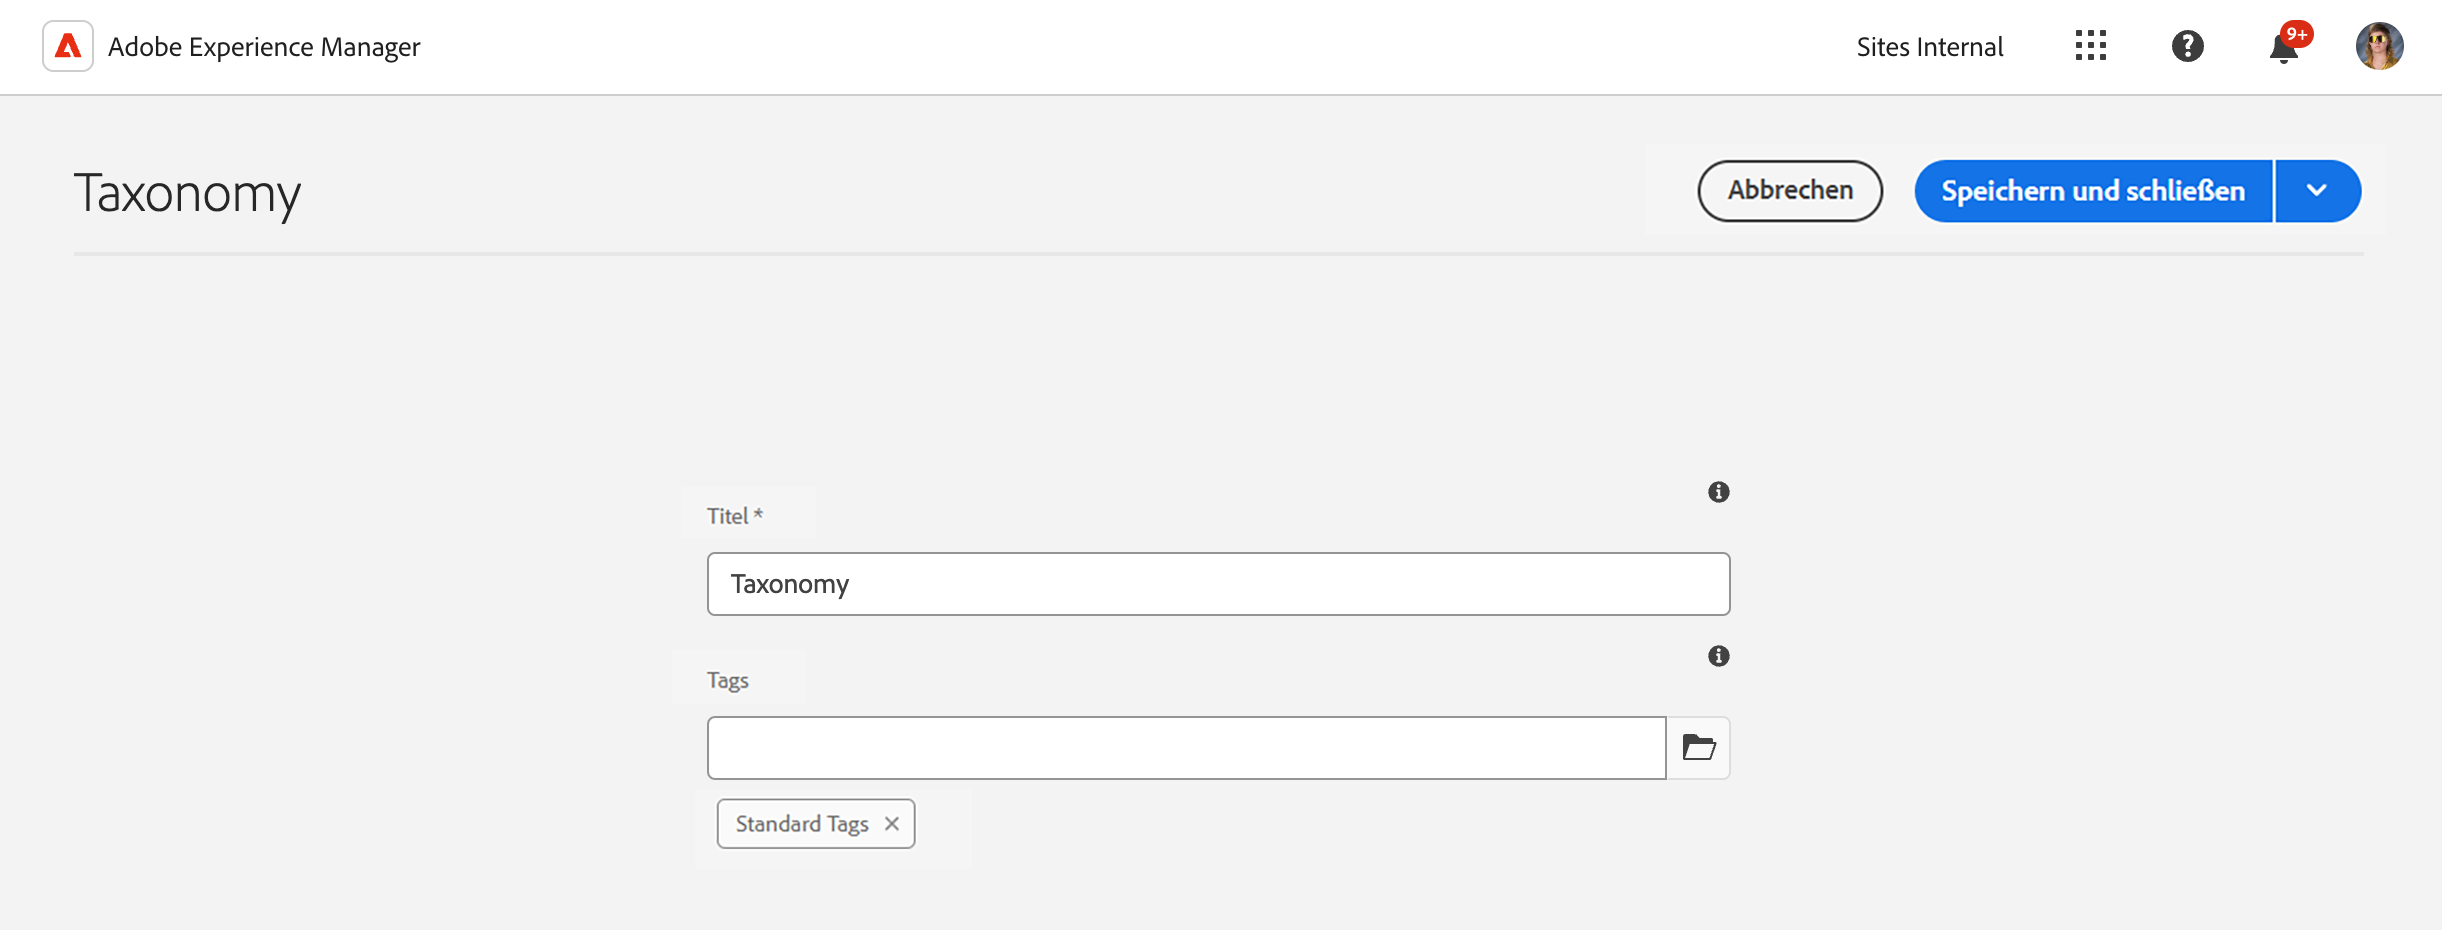 Adobe Experience Manager
Sites Internal
9+
Taxonomy
Abbrechen
Speichern und schließen
Titel *
Taxonomy
Tags
Standard Tags